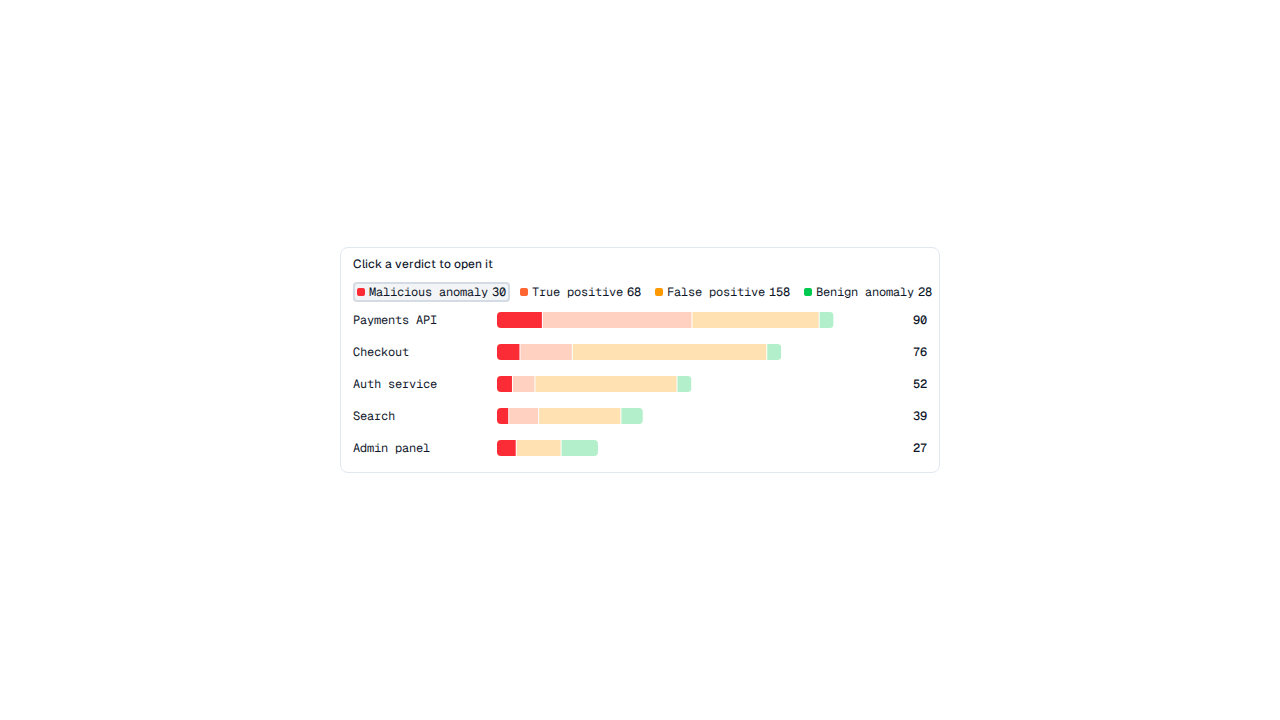 Click a verdict to open it
Malicious anomaly 30 True positive 68 False positive 158 Benign anomaly 28
Payments API 90
Checkout 76
Auth service 52
Search 39
Admin panel 27